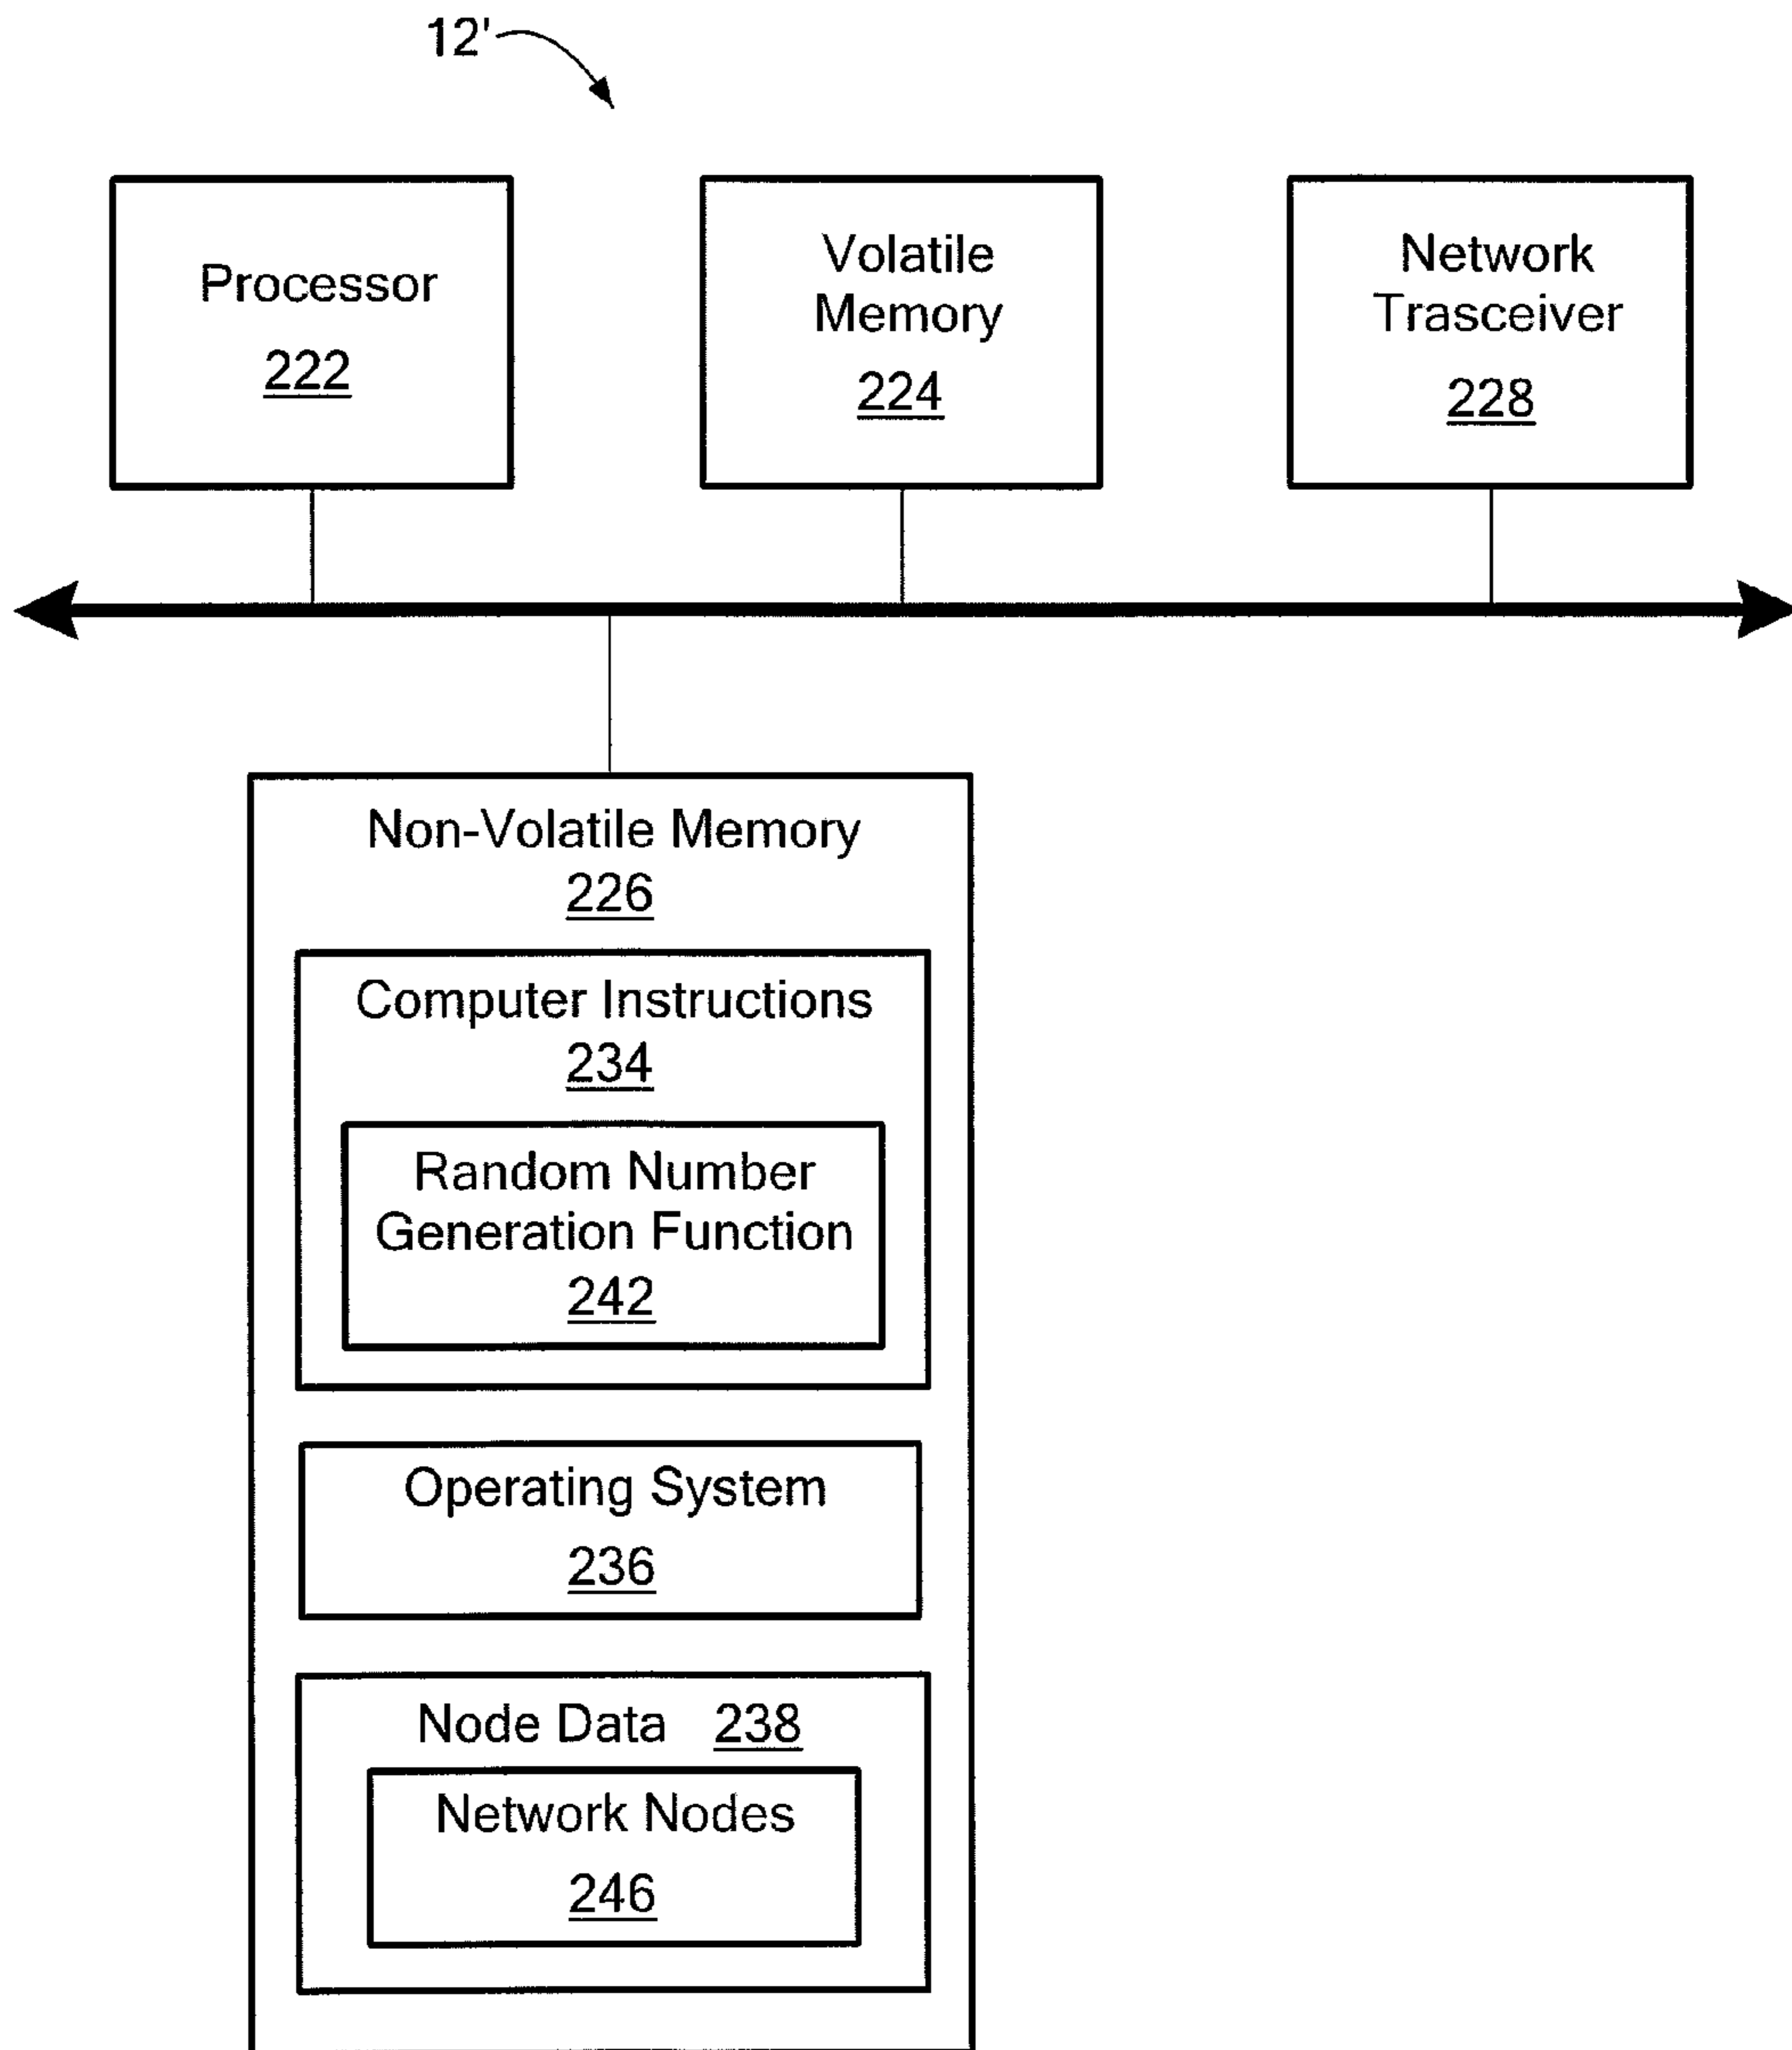 12'
Processor
222
Volatile
Memory
224
Network
Trasceiver
228
Non-Volatile Memory
226
Computer Instructions
234
Random Number
Generation Function
242
Operating System
236
Node Data 238
Network Nodes
246